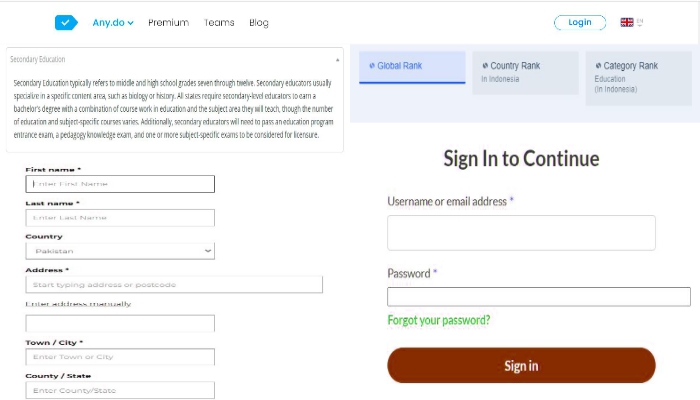 Any.do
Premium
Teams
Blog
Login
EN
Secondary Education
Secondary Education typically refers to middle and high school grades seven through twelve. Secondary educators usually
specialize in a specific content area, such as biology or history. All states require secondary-level educators to earn a
bachelor's degree with a combination of course work in education and the subject area they will teach, though the number
of education and subject-specific courses varies. Additionally, secondary educators will need to pass an education program
entrance exam, a pedagogy knowledge exam, and one or more subject-specific exams to be considered for licensure.
First name *
Enter First Name
Last name *
Enter Last Name
Country
Pakistan
Address *
Start typing address or postcode
Enter address manually
Town / City *
Enter Town or City
County / State
Enter County/State
Global Rank
Country Rank
In Indonesia
Category Rank
Education
(In Indonesia)
Sign In to Continue
Username or email address *
Password *
Forgot your password?
Sign in